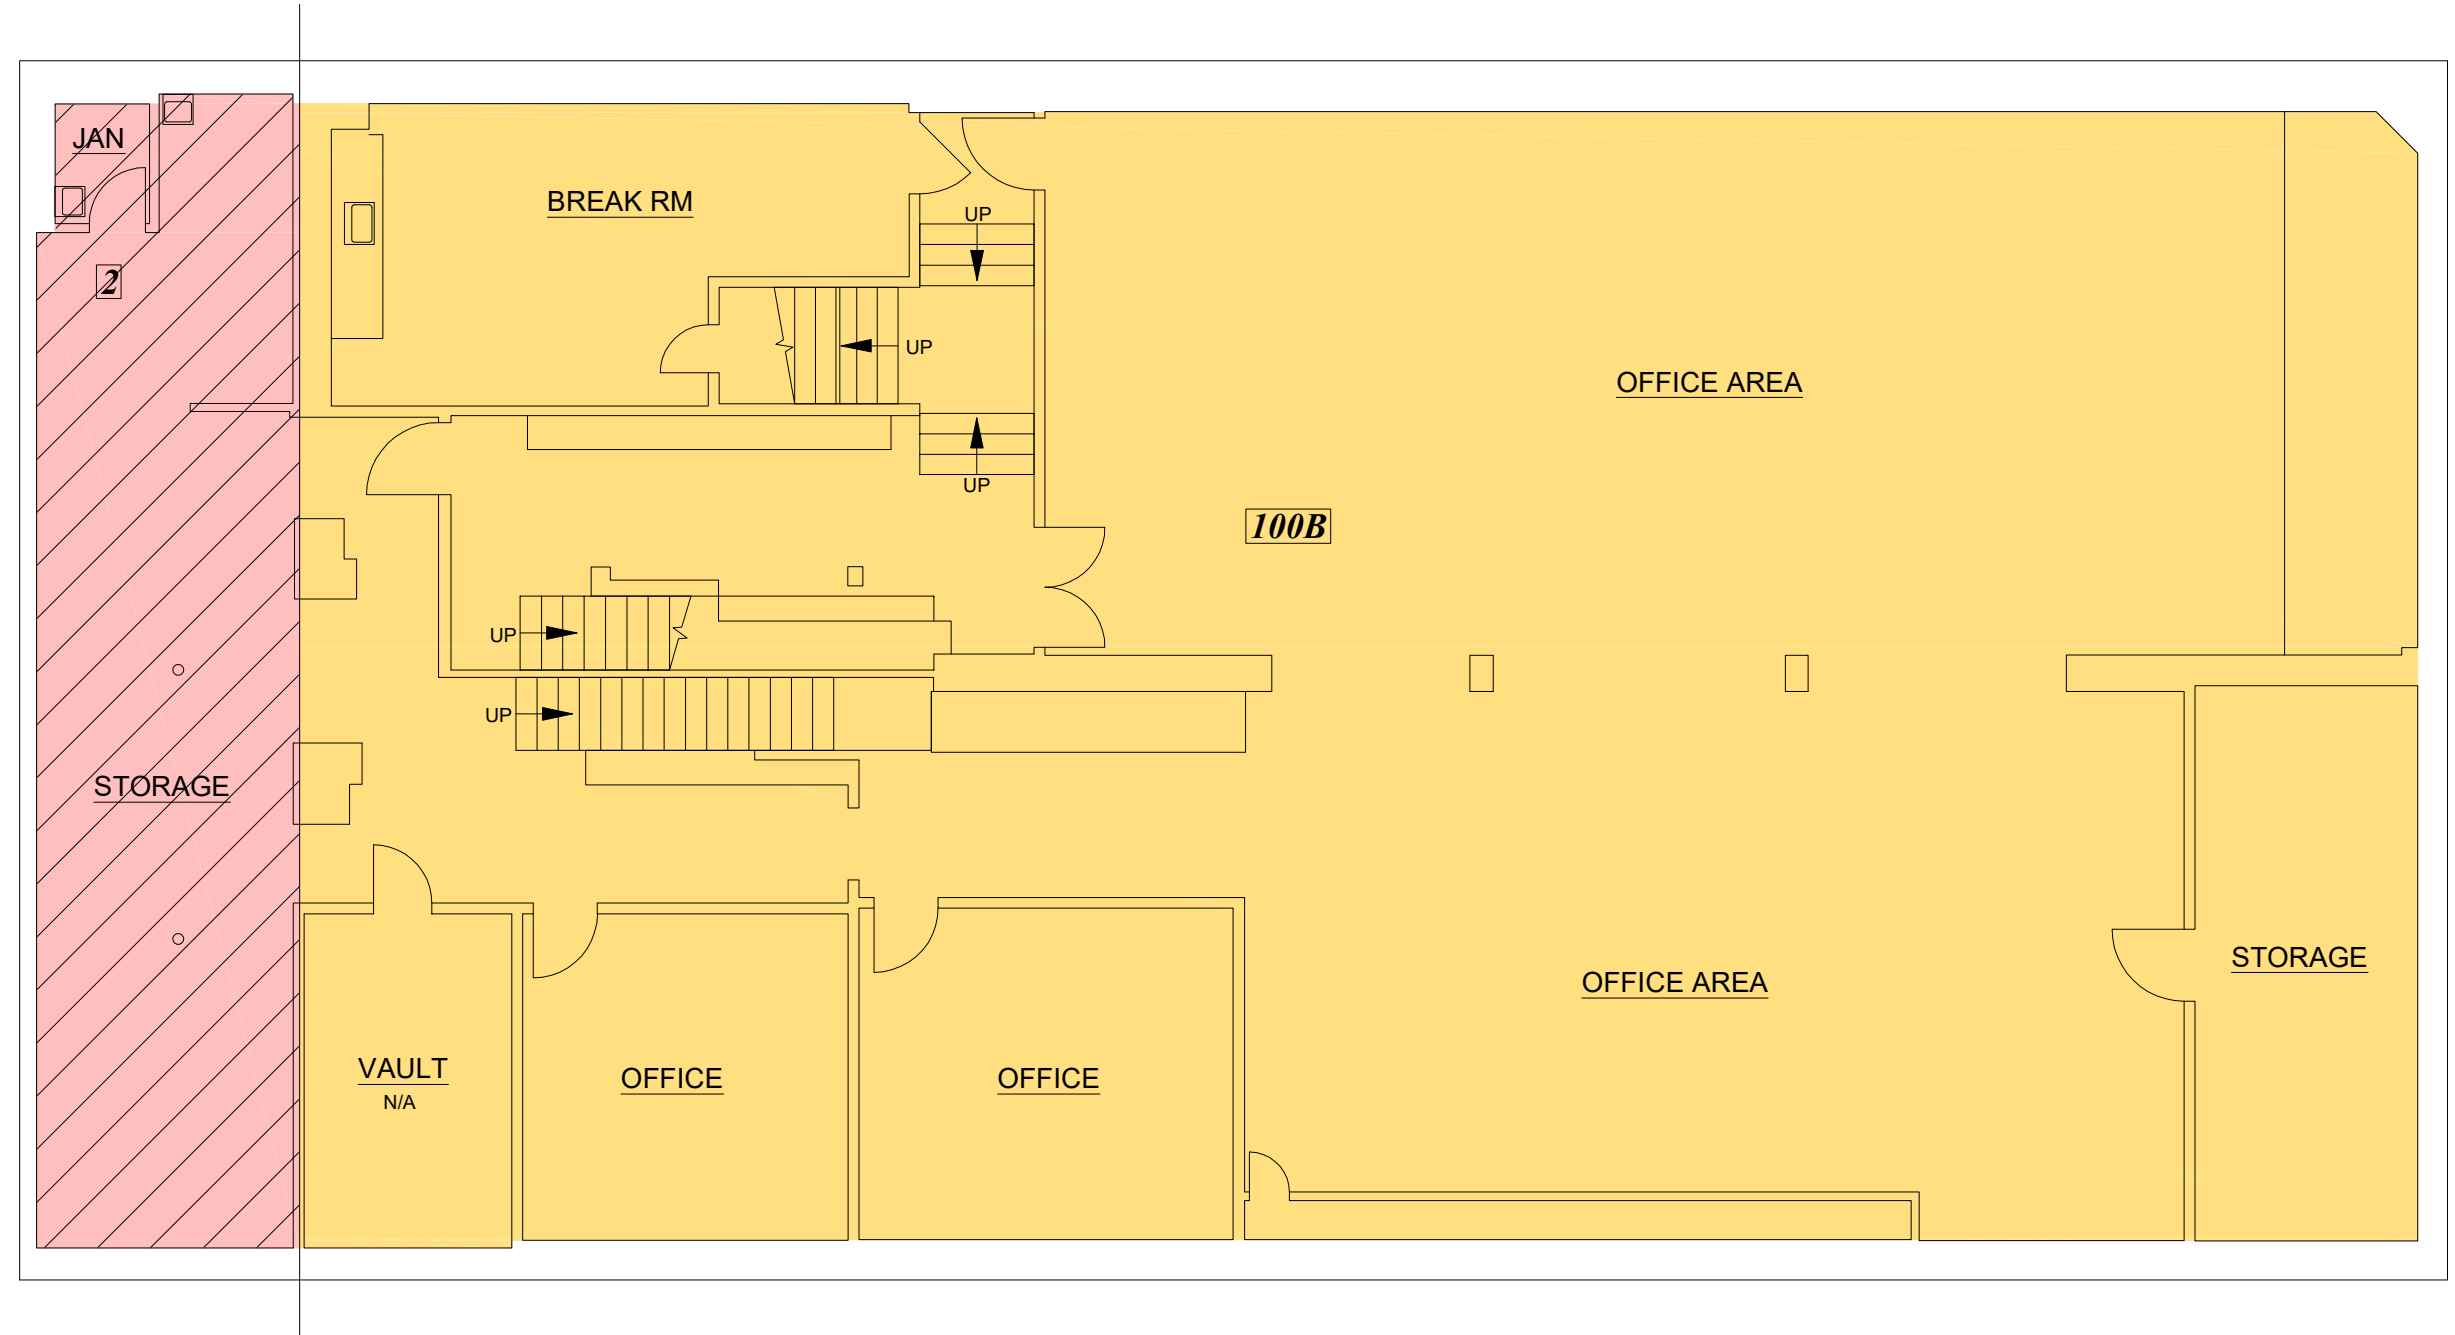 JAN
2
BREAK RM
UP
UP
UP
OFFICE AREA
100B
UP
UP
STORAGE
VAULT
N/A
OFFICE
OFFICE
OFFICE AREA
STORAGE